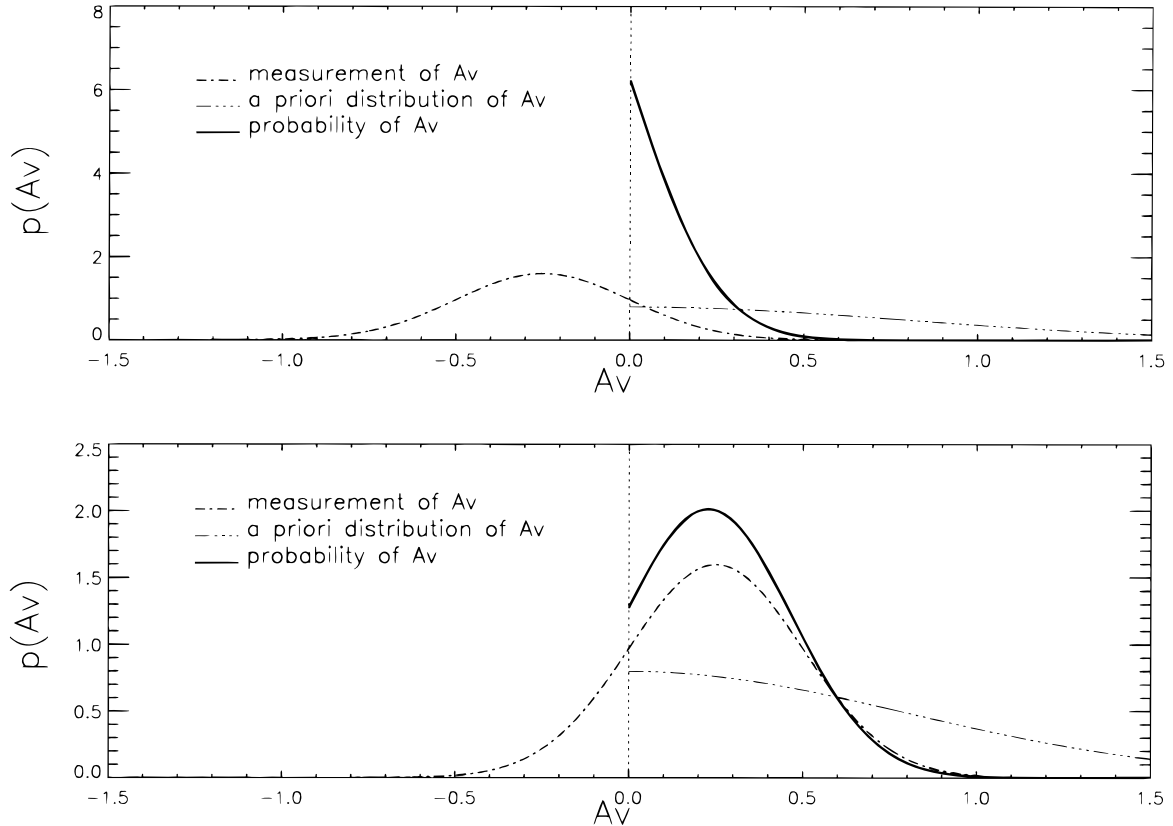 8
6
4
2
0
p(Av)
measurement of Av
a priori distribution of Av
probability of Av
-1.5 -1.0 -0.5 0.0 0.5 1.0 1.5
Av
2.5
2.0
1.5
1.0
0.5
0.0
p(Av)
measurement of Av
a priori distribution of Av
probability of Av
-1.5 -1.0 -0.5 0.0 0.5 1.0 1.5
Av